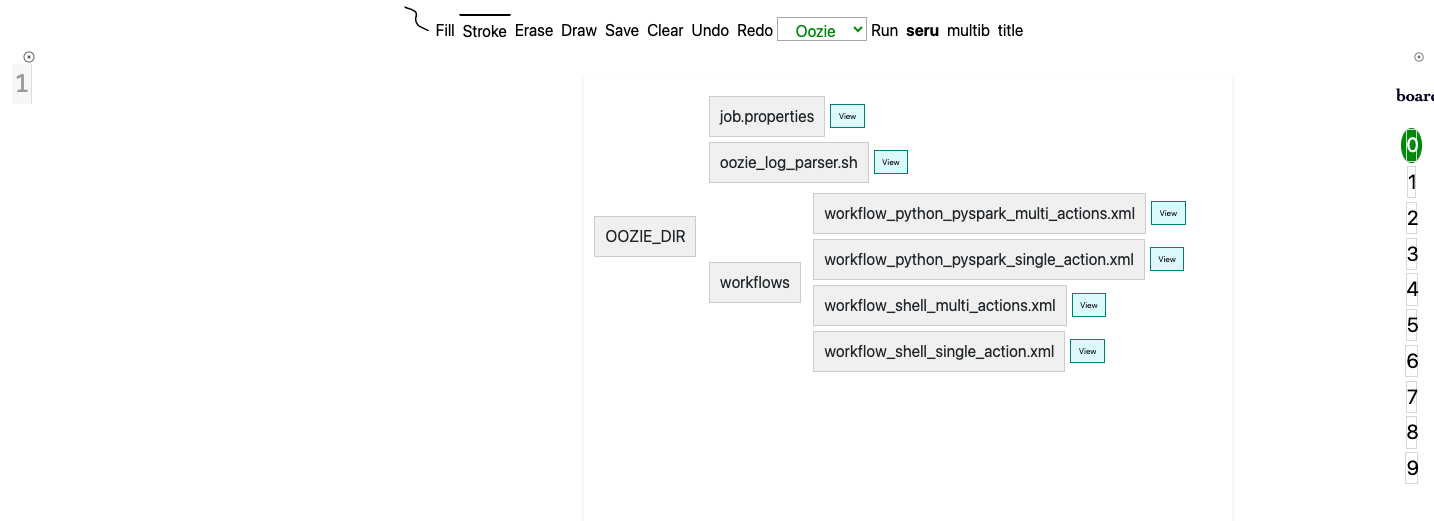 Fill Stroke Erase Draw Save Clear Undo Redo Oozie Run seru multib title
1
job.properties View
oozie_log_parser.sh View
OOZIE_DIR
workflows
workflow_python_pyspark_multi_actions.xml View
workflow_python_pyspark_single_action.xml View
workflow_shell_multi_actions.xml View
workflow_shell_single_action.xml View
board
0
1
2
3
4
5
6
7
8
9